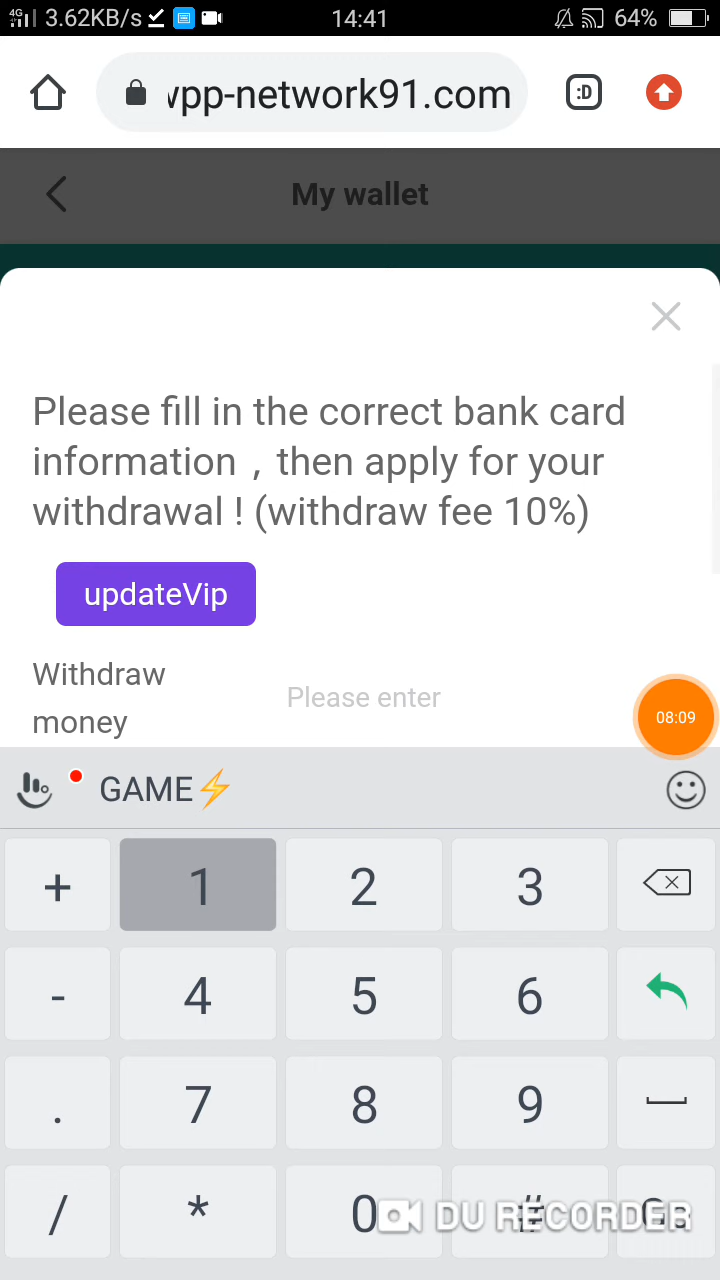 4G 3.62KB/s 14:41 64%
vpp-network91.com :D
My wallet
Please fill in the correct bank card
information , then apply for your
withdrawal ! (withdraw fee 10%)
updateVip
Withdraw
money
Please enter
08:09
GAME⚡
+ 1 2 3
- 4 5 6
. 7 8 9
/ * 0 # Go
DU RECORDER